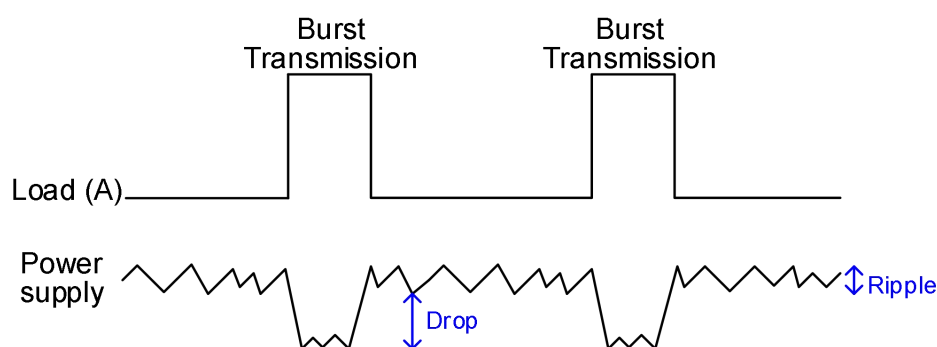 Burst
Transmission
Burst
Transmission
Load (A)
Power
supply
Drop
Ripple